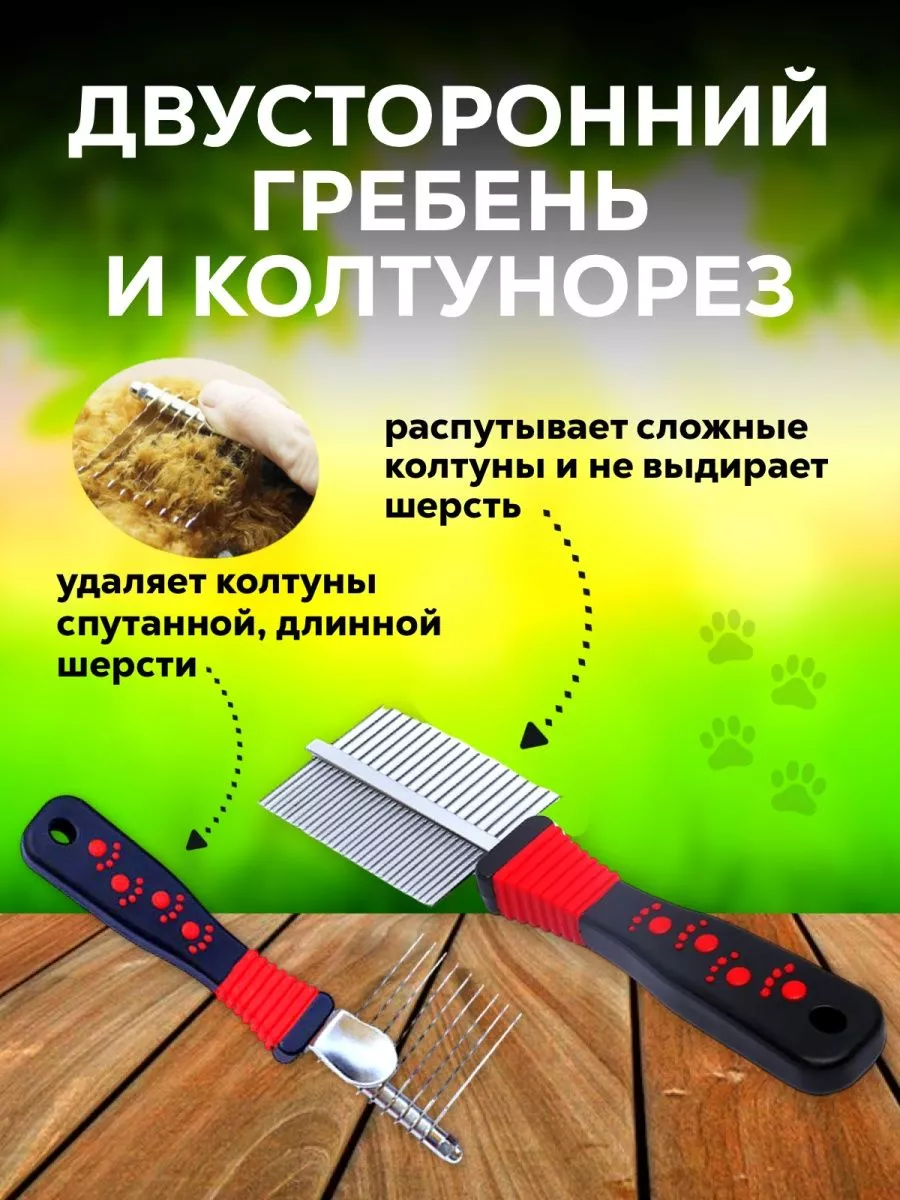 ДВУСТОРОННИЙ
ГРЕБЕНЬ
И КОЛТУНОРЕЗ
распутывает сложные
колтуны и не выдирает
шерсть
удаляет колтуны
спутанной, длинной
шерсти